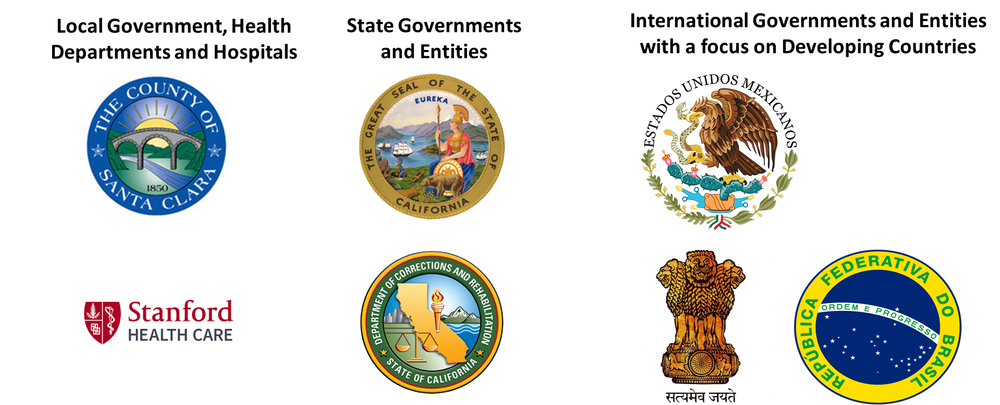 Local Government, Health
Departments and Hospitals
THE COUNTY OF
SANTA CLARA
1850
Stanford
HEALTH CARE
State Governments
and Entities
THE GREAT SEAL OF THE STATE OF
CALIFORNIA
EUREKA
DEPARTMENT OF CORRECTIONS AND REHABILITATION
STATE OF CALIFORNIA
International Governments and Entities
with a focus on Developing Countries
ESTADOS UNIDOS MEXICANOS
सत्यमेव जयते
REPÚBLICA FEDERATIVA DO BRASIL
ORDEM E PROGRESSO